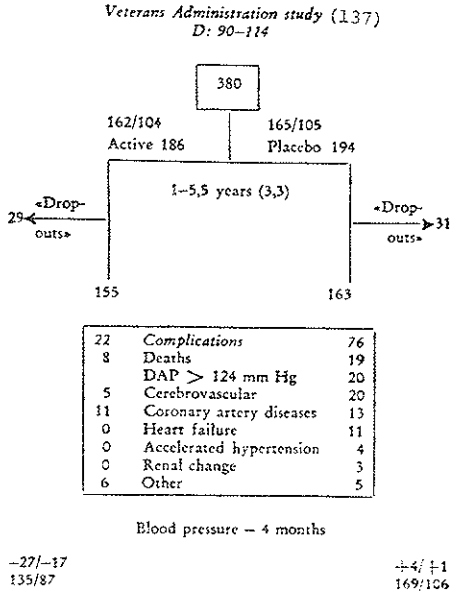 Veterans Administration study (137)
D: 90–114
380
162/104 165/105
Active 186 Placebo 194
1–5,5 years (3,3)
«Drop- «Drop-
29 31
outs» outs»
155 163
22 Complications 76
8 Deaths 19
DAP > 124 mm Hg 20
5 Cerebrovascular 20
11 Coronary artery diseases 13
0 Heart failure 11
0 Accelerated hypertension 4
0 Renal change 3
6 Other 5
Blood pressure – 4 months
–27/–17 +4/+1
135/87 169/106